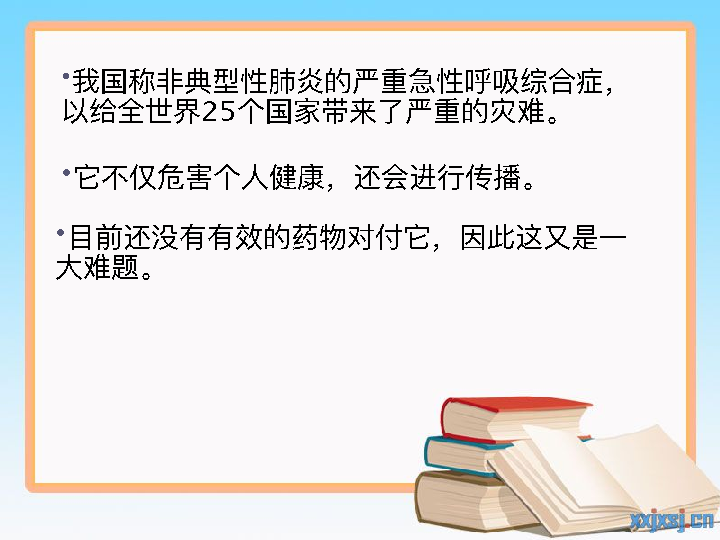 •我国称非典型性肺炎的严重急性呼吸综合症，
以给全世界25个国家带来了严重的灾难。
•它不仅危害个人健康，还会进行传播。
•目前还没有有效的药物对付它，因此这又是一
大难题。
xxjxsj.cn